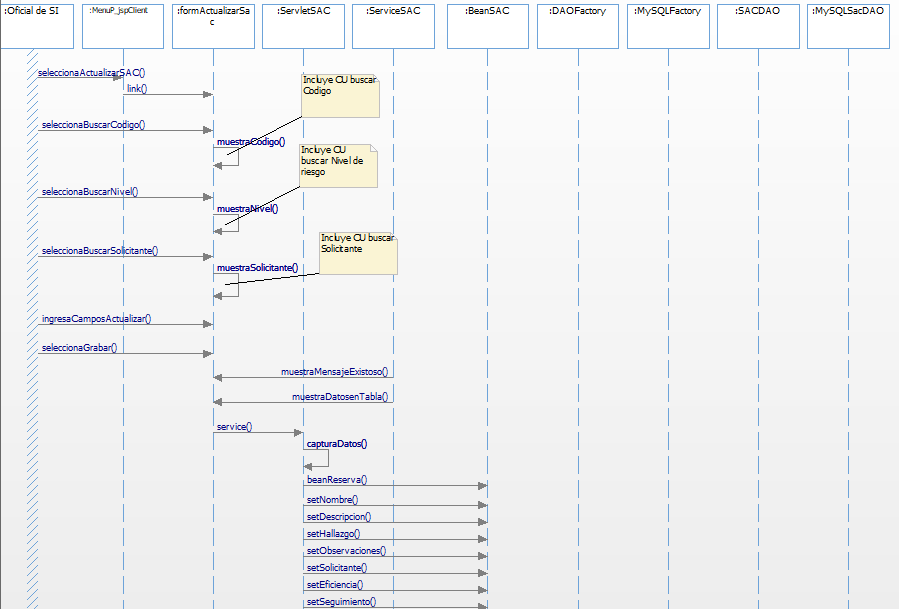 :Oficial de SI
:MenuP_jspClient
:formActualizarSa
c
:ServletSAC
:ServiceSAC
:BeanSAC
:DAOFactory
:MySQLFactory
:SACDAO
:MySQLSacDAO
seleccionaActualizarSAC()
link()
Incluye CU buscar
Codigo
seleccionaBuscarCodigo()
muestraCodigo()
Incluye CU
buscar Nivel de
riesgo
seleccionaBuscarNivel()
muestraNivel()
Incluye CU buscar
Solicitante
seleccionaBuscarSolicitante()
muestraSolicitante()
ingresaCamposActualizar()
seleccionaGrabar()
muestraMensajeExistoso()
muestraDatosenTabla()
service()
capturaDatos()
beanReserva()
setNombre()
setDescripcion()
setHallazgo()
setObservaciones()
setSolicitante()
setEficiencia()
setSeguimiento()